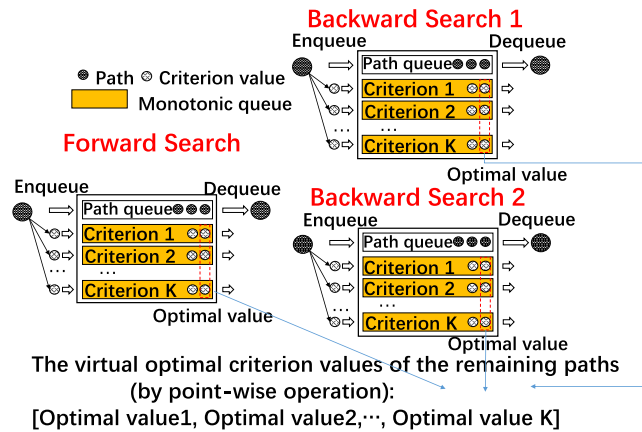 Backward Search 1
Enqueue
Dequeue
Path queue
Criterion 1
Criterion 2
... ...
Criterion K
Optimal value
Path Criterion value
Monotonic queue
Forward Search
Enqueue
Dequeue
Path queue
Criterion 1
Criterion 2
... ...
Criterion K
Optimal value
Backward Search 2
Enqueue
Dequeue
Path queue
Criterion 1
Criterion 2
... ...
Criterion K
Optimal value
The virtual optimal criterion values of the remaining paths
(by point-wise operation):
[Optimal value1, Optimal value2,···, Optimal value K]